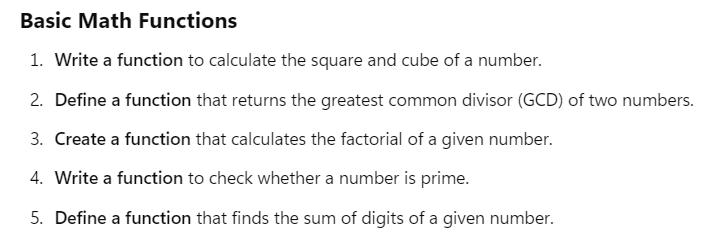 Basic Math Functions
1. Write a function to calculate the square and cube of a number.
2. Define a function that returns the greatest common divisor (GCD) of two numbers.
3. Create a function that calculates the factorial of a given number.
4. Write a function to check whether a number is prime.
5. Define a function that finds the sum of digits of a given number.